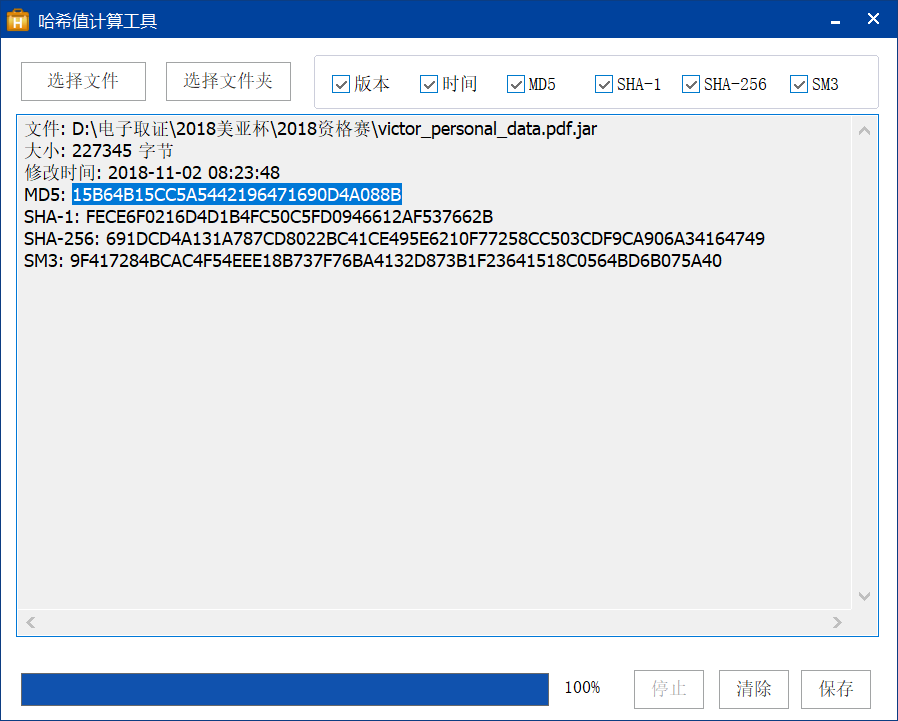 哈希值计算工具
选择文件 选择文件夹 版本 时间 MD5 SHA-1 SHA-256 SM3
文件: D:\电子取证\2018美亚杯\2018资格赛\victor_personal_data.pdf.jar
大小: 227345 字节
修改时间: 2018-11-02 08:23:48
MD5: 15B64B15CC5A5442196471690D4A088B
SHA-1: FECE6F0216D4D1B4FC50C5FD0946612AF537662B
SHA-256: 691DCD4A131A787CD8022BC41CE495E6210F77258CC503CDF9CA906A34164749
SM3: 9F417284BCAC4F54EEE18B737F76BA4132D873B1F23641518C0564BD6B075A40
100% 停止 清除 保存